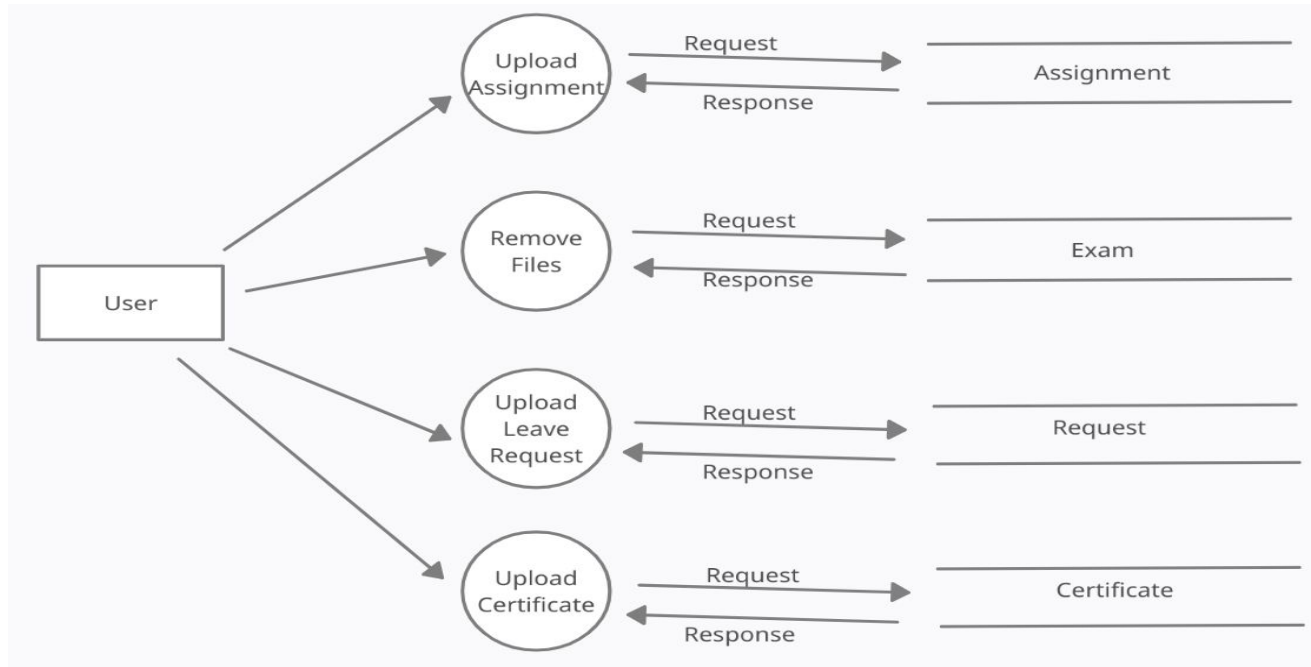 Request
Upload
Assignment
Assignment
Response
Request
Remove
Files
Exam
Response
User
Upload
Leave
Request
Request
Request
Response
Upload
Certificate
Request
Certificate
Response